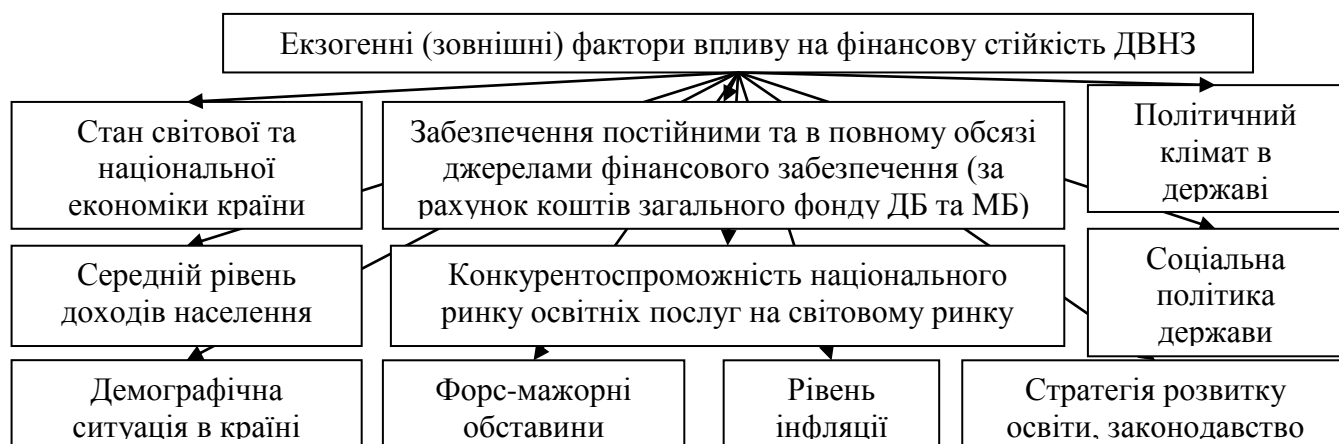 Екзогенні (зовнішні) фактори впливу на фінансову стійкість ДВНЗ
Стан світової та
національної
економіки країни
Забезпечення постійними та в повному обсязі
джерелами фінансового забезпечення (за
рахунок коштів загального фонду ДБ та МБ)
Політичний
клімат в
державі
Середній рівень
доходів населення
Конкурентоспроможність національного
ринку освітніх послуг на світовому ринку
Соціальна
політика
держави
Демографічна
ситуація в країні
Форс-мажорні
обставини
Рівень
інфляції
Стратегія розвитку
освіти, законодавство